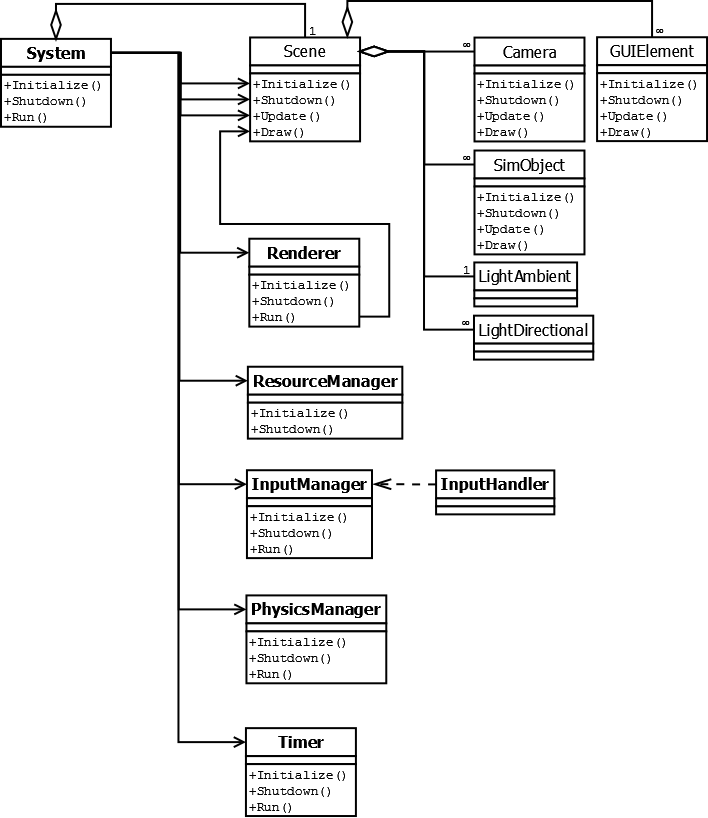 System
+Initialize()
+Shutdown()
+Run()
1
Scene
+Initialize()
+Shutdown()
+Update()
+Draw()
∞
Camera
+Initialize()
+Shutdown()
+Update()
+Draw()
∞
GUIElement
+Initialize()
+Shutdown()
+Update()
+Draw()
∞
SimObject
+Initialize()
+Shutdown()
+Update()
+Draw()
1
LightAmbient
∞
LightDirectional
Renderer
+Initialize()
+Shutdown()
+Run()
ResourceManager
+Initialize()
+Shutdown()
InputManager
+Initialize()
+Shutdown()
+Run()
InputHandler
PhysicsManager
+Initialize()
+Shutdown()
+Run()
Timer
+Initialize()
+Shutdown()
+Run()